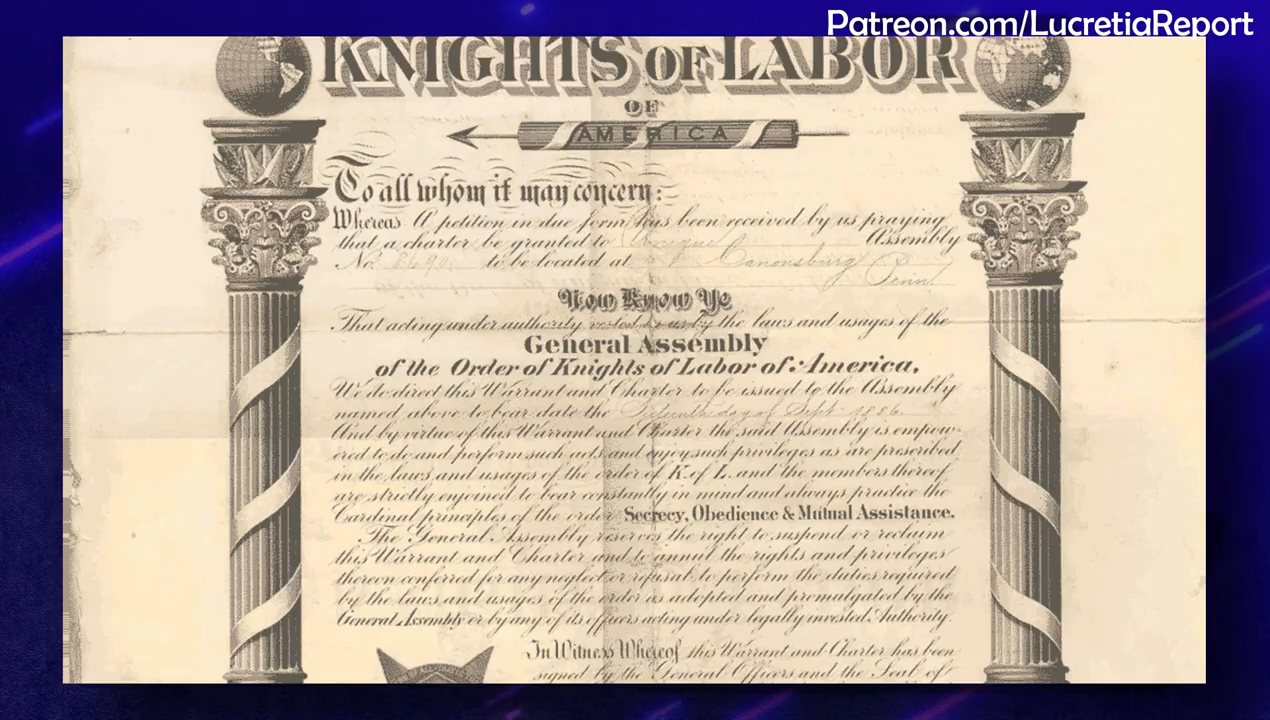 Patreon.com/LucretiaReport
KNIGHTS OF LABOR
OF
AMERICA
To all whom it may concern:
Whereas A petition in due form has been received by us praying
that a charter be granted to Assembly
No. 8690 to be located at Canonsburg
Penn
Now Know Ye
That acting under authority vested in us by the laws and usages of the
General Assembly
of the Order of Knights of Labor of America,
We do direct this Warrant and Charter to be issued to the Assembly
named above to bear date the Fifteenth day of Sept 1886.
And by virtue of this Warrant and Charter the said Assembly is empow-
ered to do and perform such acts and enjoy such privileges as are prescribed
in the laws and usages of the order of K of L. and the members thereof
are strictly enjoined to bear constantly in mind and always practice the
Cardinal principles of the order Secrecy, Obedience & Mutual Assistance.
The General Assembly reserves the right to suspend or reclaim
this Warrant and Charter and to annul the rights and privileges
thereon conferred for any neglect or refusal to perform the duties required
by the laws and usages of the order as adopted and promulgated by the
General Assembly or by any of its officers acting under legally invested Authority.
In Witness Whereof this Warrant and Charter has been
signed by the General Officers and the Seal of